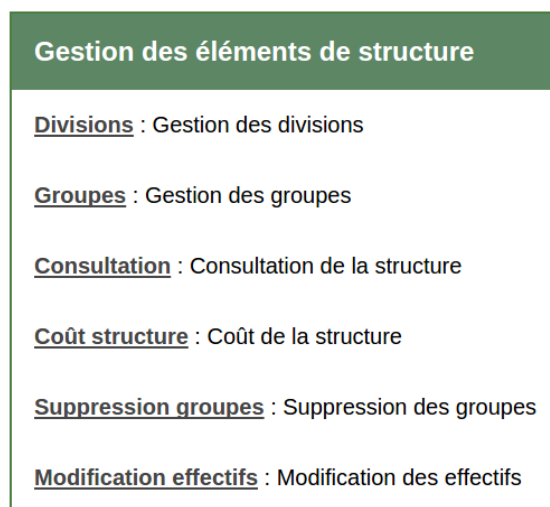 Gestion des éléments de structure
Divisions : Gestion des divisions
Groupes : Gestion des groupes
Consultation : Consultation de la structure
Coût structure : Coût de la structure
Suppression groupes : Suppression des groupes
Modification effectifs : Modification des effectifs